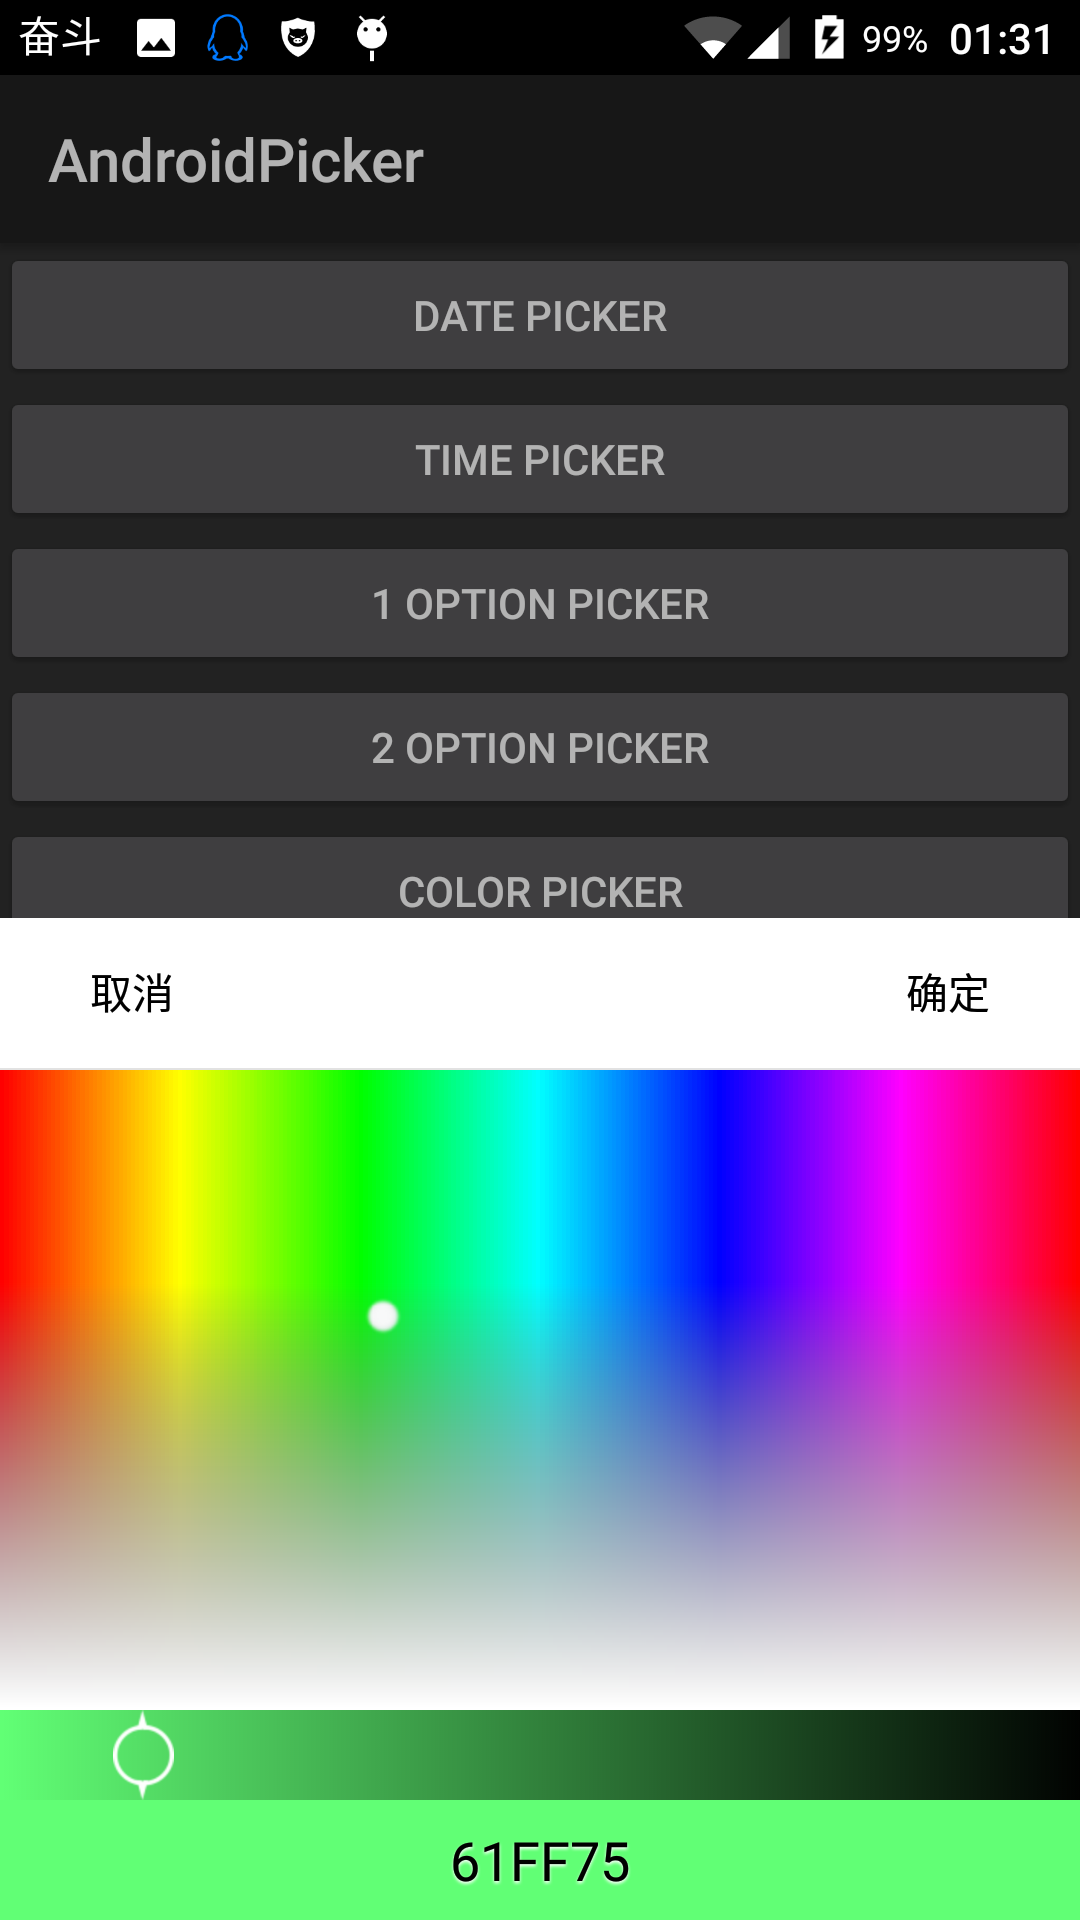 奋斗 99% 01:31
AndroidPicker
DATE PICKER
TIME PICKER
1 OPTION PICKER
2 OPTION PICKER
COLOR PICKER
取消 确定
61FF75